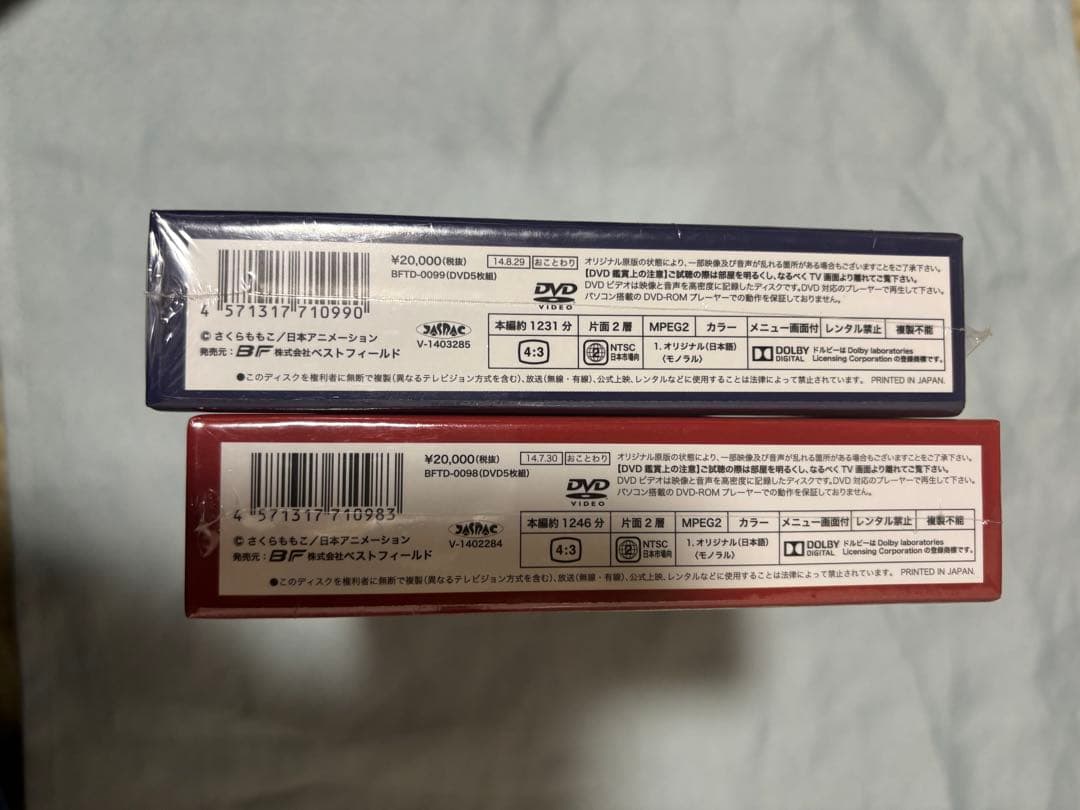 ¥20,000(税抜)
BFTD-0099(DVD5枚組)
14.8.29 おことわり
オリジナル原版の状態により、一部映像及び音声が乱れる箇所がある場合もございますことをご了承下さい。
【DVD 鑑賞上の注意】ご試聴の際は部屋を明るくし、なるべく TV 画面より離れてご覧下さい。
DVD ビデオは映像と音声を高密度に記録したディスクです。DVD 対応のプレーヤーで再生して下さい。
パソコン搭載の DVD-ROM プレーヤーでの動作を保証しておりません。
DVD
VIDEO
4 571317 710990
© さくらももこ/日本アニメーション
発売元: BF 株式会社ベストフィールド
JASRAC
V-1403285
本編約 1231 分 片面 2 層 MPEG2 カラー メニュー画面付 レンタル禁止 複製不能
4:3
2 NTSC
日本市場向
1. オリジナル(日本語)
〈モノラル〉
DOLBY
DIGITAL
ドルビーは Dolby laboratories
Licensing Corporation の登録商標です。
●このディスクを権利者に無断で複製(異なるテレビジョン方式を含む)、放送(無線・有線)、公式上映、レンタルなどに使用することは法律によって禁止されています。 PRINTED IN JAPAN.
¥20,000(税抜)
BFTD-0098(DVD5枚組)
14.7.30 おことわり
オリジナル原版の状態により、一部映像及び音声が乱れる箇所がある場合もございますことをご了承下さい。
【DVD 鑑賞上の注意】ご試聴の際は部屋を明るくし、なるべく TV 画面より離れてご覧下さい。
DVD ビデオは映像と音声を高密度に記録したディスクです。DVD 対応のプレーヤーで再生して下さい。
パソコン搭載の DVD-ROM プレーヤーでの動作を保証しておりません。
DVD
VIDEO
4 571317 710983
© さくらももこ/日本アニメーション
発売元: BF 株式会社ベストフィールド
JASRAC
V-1402284
本編約 1246 分 片面 2 層 MPEG2 カラー メニュー画面付 レンタル禁止 複製不能
4:3
2 NTSC
日本市場向
1. オリジナル(日本語)
〈モノラル〉
DOLBY
DIGITAL
ドルビーは Dolby laboratories
Licensing Corporation の登録商標です。
●このディスクを権利者に無断で複製(異なるテレビジョン方式を含む)、放送(無線・有線)、公式上映、レンタルなどに使用することは法律によって禁止されています。 PRINTED IN JAPAN.